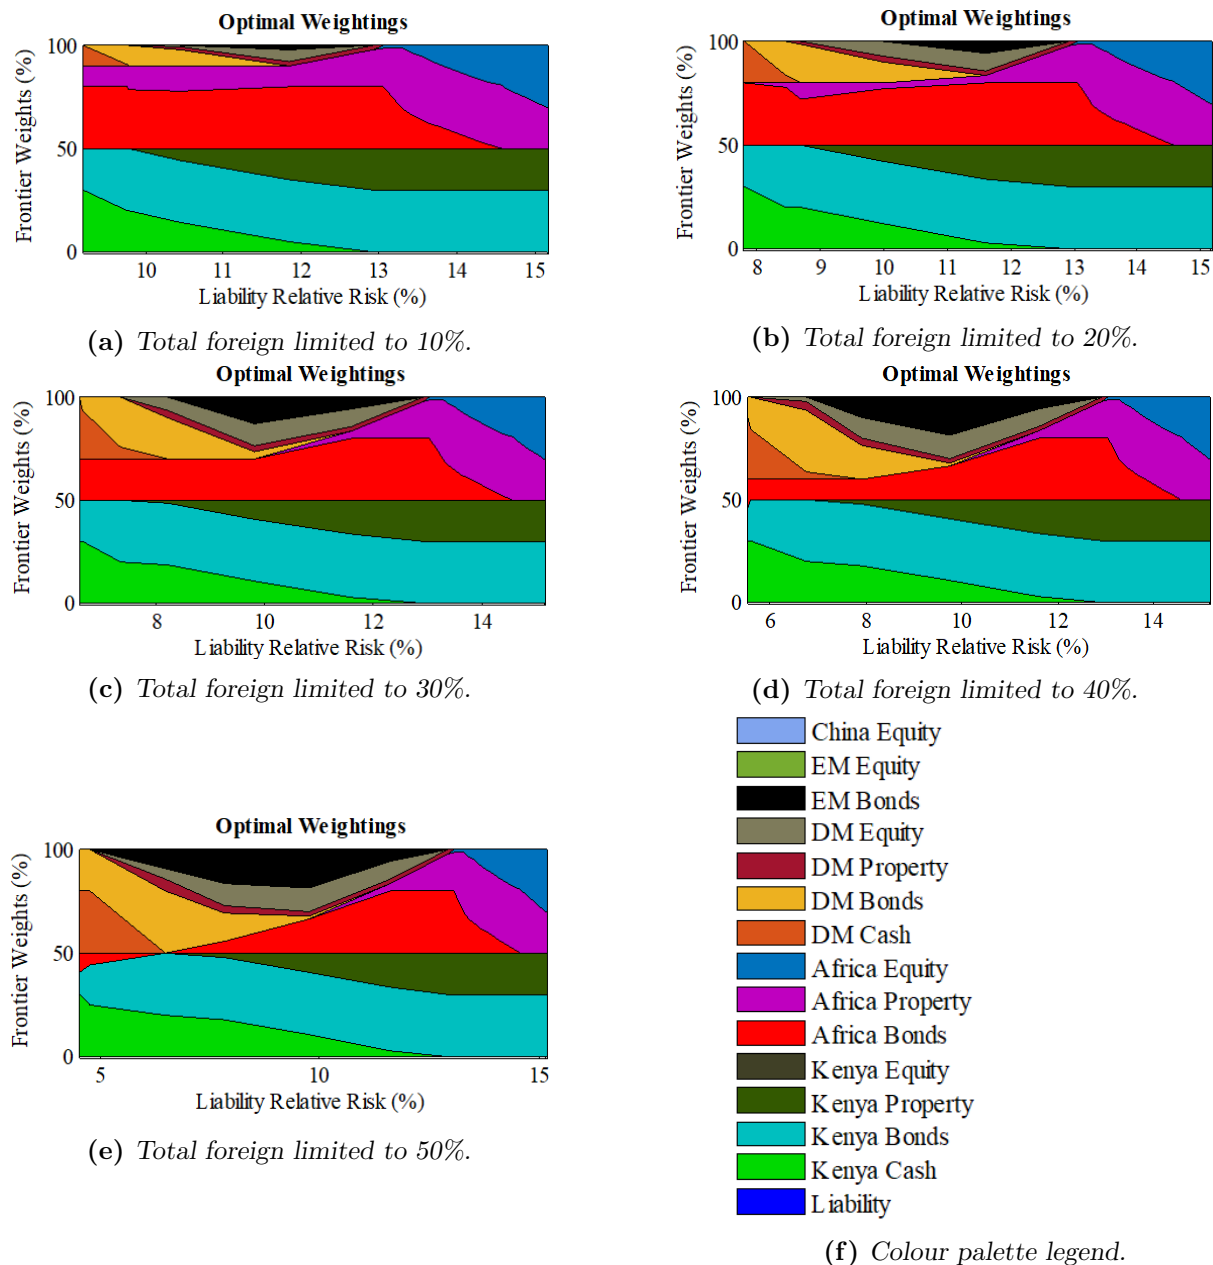 Optimal Weightings
Frontier Weights (%)
100
50
0
10 11 12 13 14 15
Liability Relative Risk (%)
(a) Total foreign limited to 10%.
Optimal Weightings
Frontier Weights (%)
100
50
0
8 9 10 11 12 13 14 15
Liability Relative Risk (%)
(b) Total foreign limited to 20%.
Optimal Weightings
Frontier Weights (%)
100
50
0
8 10 12 14
Liability Relative Risk (%)
(c) Total foreign limited to 30%.
Optimal Weightings
Frontier Weights (%)
100
50
0
6 8 10 12 14
Liability Relative Risk (%)
(d) Total foreign limited to 40%.
Optimal Weightings
Frontier Weights (%)
100
50
0
5 10 15
Liability Relative Risk (%)
(e) Total foreign limited to 50%.
China Equity
EM Equity
EM Bonds
DM Equity
DM Property
DM Bonds
DM Cash
Africa Equity
Africa Property
Africa Bonds
Kenya Equity
Kenya Property
Kenya Bonds
Kenya Cash
Liability
(f) Colour palette legend.